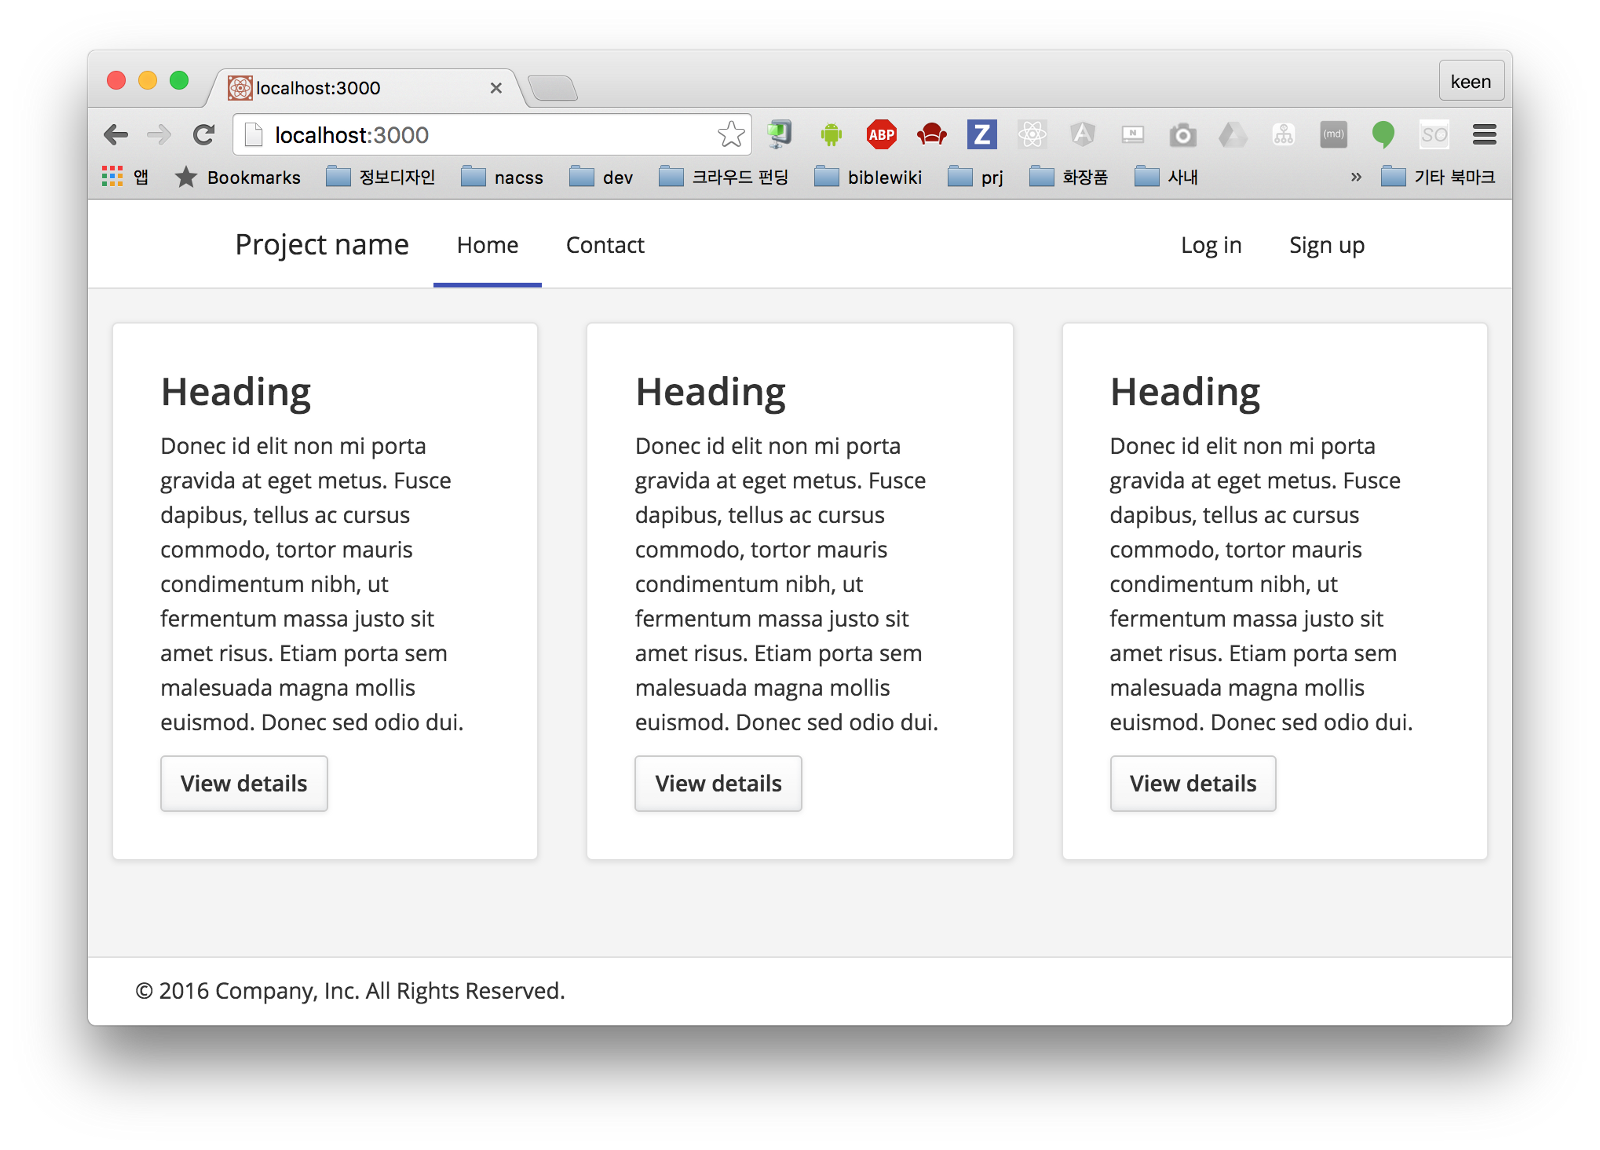 localhost:3000
keen
localhost:3000
ABP
Z
N
(md)
SO
앱 Bookmarks 정보디자인 nacss dev 크라우드 펀딩 biblewiki prj 화장품 사내 » 기타 북마크
Project name Home Contact Log in Sign up
Heading
Donec id elit non mi porta
gravida at eget metus. Fusce
dapibus, tellus ac cursus
commodo, tortor mauris
condimentum nibh, ut
fermentum massa justo sit
amet risus. Etiam porta sem
malesuada magna mollis
euismod. Donec sed odio dui.
View details
Heading
Donec id elit non mi porta
gravida at eget metus. Fusce
dapibus, tellus ac cursus
commodo, tortor mauris
condimentum nibh, ut
fermentum massa justo sit
amet risus. Etiam porta sem
malesuada magna mollis
euismod. Donec sed odio dui.
View details
Heading
Donec id elit non mi porta
gravida at eget metus. Fusce
dapibus, tellus ac cursus
commodo, tortor mauris
condimentum nibh, ut
fermentum massa justo sit
amet risus. Etiam porta sem
malesuada magna mollis
euismod. Donec sed odio dui.
View details
© 2016 Company, Inc. All Rights Reserved.